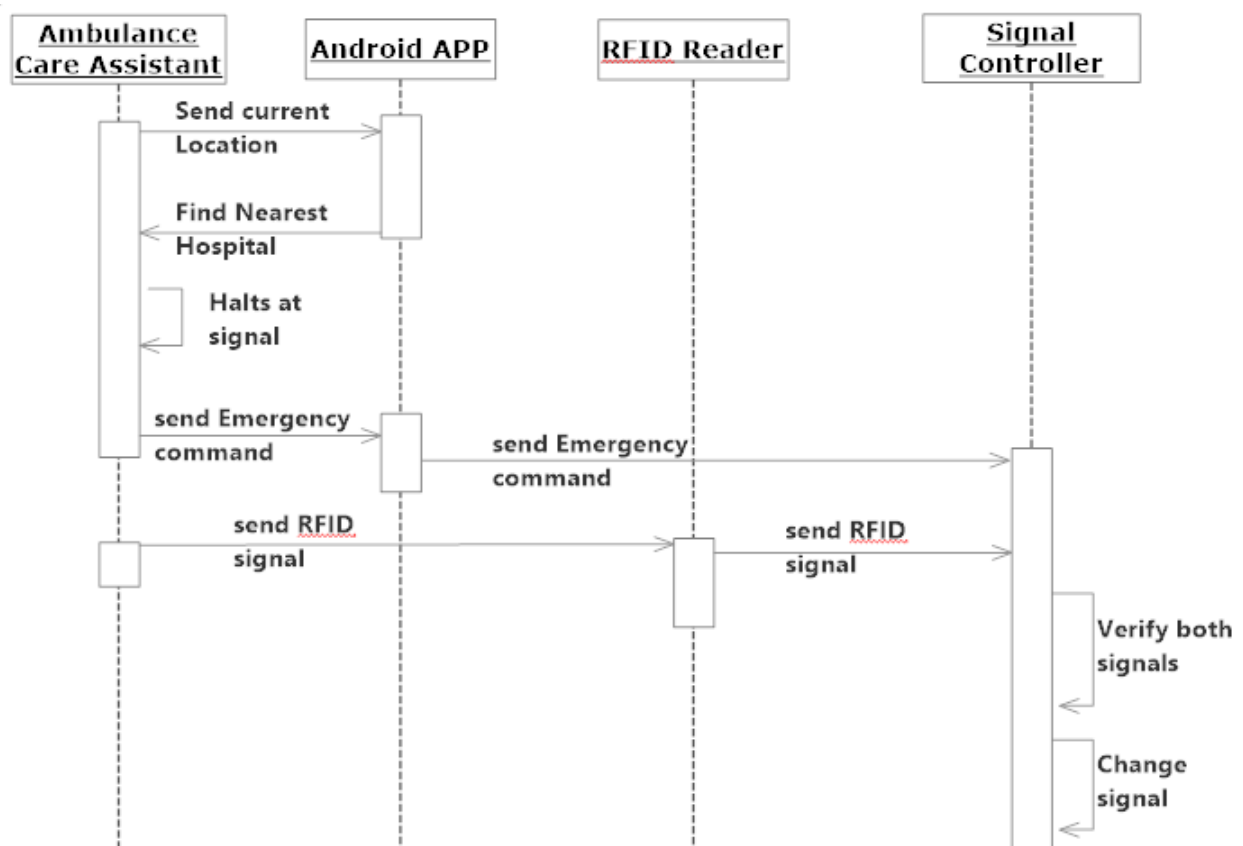 Ambulance
Care Assistant
Android APP
RFID Reader
Signal
Controller
Send current
Location
Find Nearest
Hospital
Halts at
signal
send Emergency
command
send Emergency
command
send RFID
signal
send RFID
signal
Verify both
signals
Change
signal